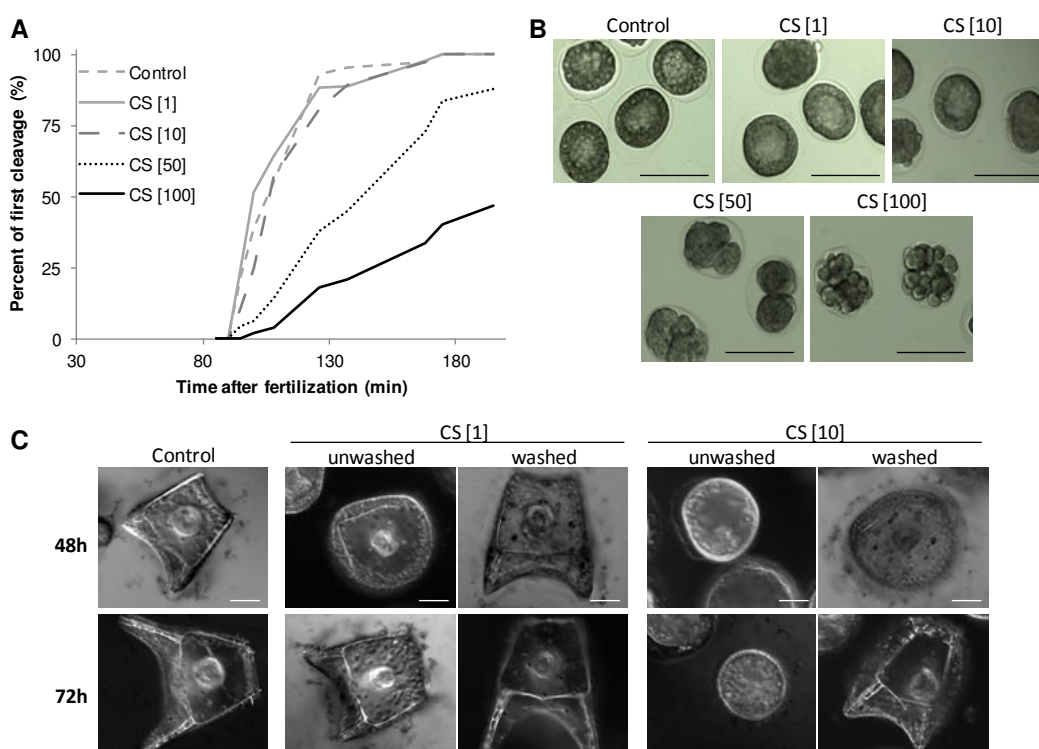 A
Percent of first cleavage (%)
100
75
50
25
0
Control
CS [1]
CS [10]
CS [50]
CS [100]
30
80
130
180
Time after fertilization (min)
B
Control
CS [1]
CS [10]
CS [50]
CS [100]
C
Control
CS [1]
unwashed
washed
CS [10]
unwashed
washed
48h
72h